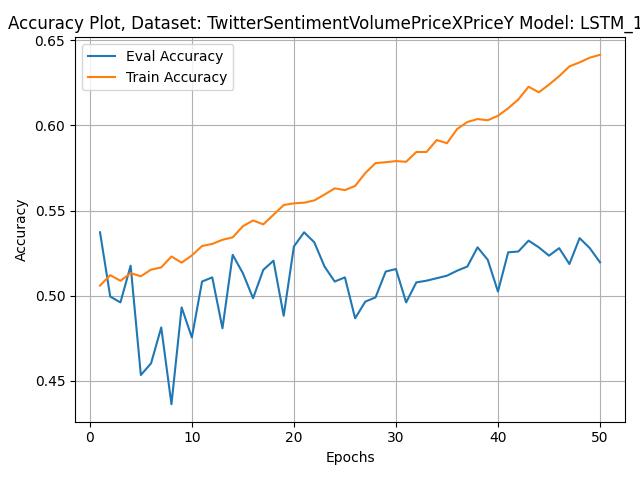 Accuracy Plot, Dataset: TwitterSentimentVolumePriceXPriceY Model: LSTM_1
0.65
Eval Accuracy
Train Accuracy
0.60
0.55
0.50
0.45
Accuracy
0 10 20 30 40 50
Epochs